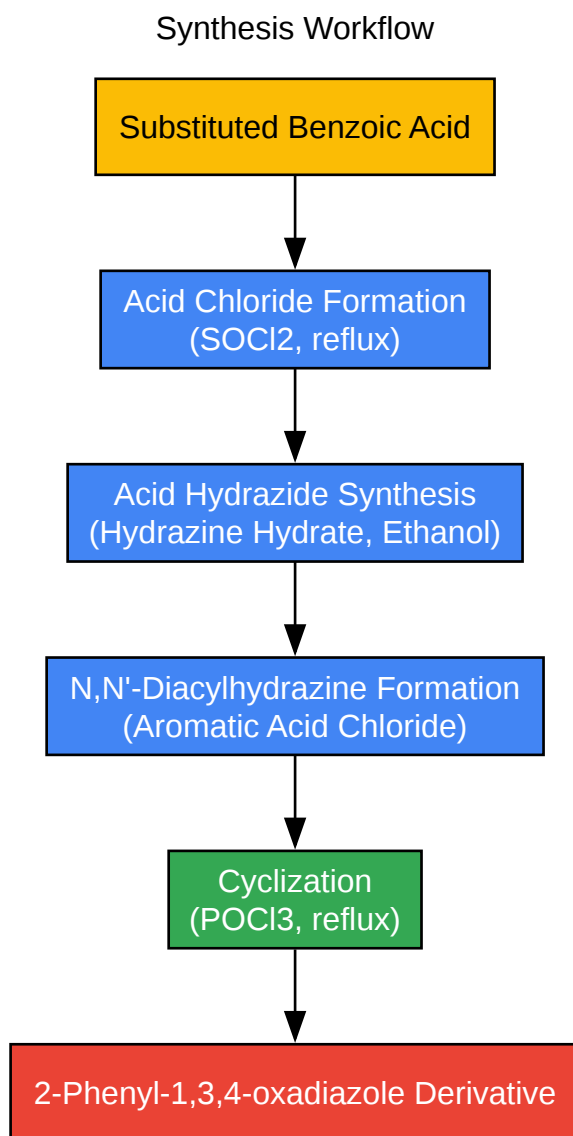 Synthesis Workflow
Substituted Benzoic Acid
Acid Chloride Formation
(SOCl2, reflux)
Acid Hydrazide Synthesis
(Hydrazine Hydrate, Ethanol)
N,N'-Diacylhydrazine Formation
(Aromatic Acid Chloride)
Cyclization
(POCl3, reflux)
2-Phenyl-1,3,4-oxadiazole Derivative